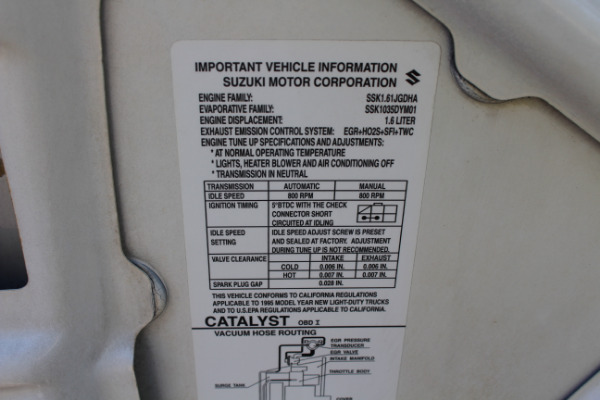 IMPORTANT VEHICLE INFORMATION
SUZUKI MOTOR CORPORATION
ENGINE FAMILY: SSK1.61JGDHA
EVAPORATIVE FAMILY: SSK1035DYM01
ENGINE DISPLACEMENT: 1.6 LITER
EXHAUST EMISSION CONTROL SYSTEM: EGR+HO2S+SFI+TWC
ENGINE TUNE UP SPECIFICATIONS AND ADJUSTMENTS:
* AT NORMAL OPERATING TEMPERATURE
* LIGHTS, HEATER BLOWER AND AIR CONDITIONING OFF
* TRANSMISSION IN NEUTRAL
TRANSMISSION AUTOMATIC MANUAL
IDLE SPEED 800 RPM 800 RPM
IGNITION TIMING 5°BTDC WITH THE CHECK
CONNECTOR SHORT
CIRCUITED AT IDLING
IDLE SPEED IDLE SPEED ADJUST SCREW IS PRESET
SETTING AND SEALED AT FACTORY. ADJUSTMENT
DURING TUNE UP IS NOT RECOMMENDED.
VALVE CLEARANCE INTAKE EXHAUST
COLD 0.006 IN. 0.006 IN.
HOT 0.007 IN. 0.007 IN.
SPARK PLUG GAP 0.028 IN.
THIS VEHICLE CONFORMS TO CALIFORNIA REGULATIONS
APPLICABLE TO 1995 MODEL YEAR NEW LIGHT-DUTY TRUCKS
AND TO U.S.EPA REGULATIONS APPLICABLE TO CALIFORNIA.
CATALYST OBD I
VACUUM HOSE ROUTING
EGR PRESSURE
TRANSDUCER
EGR VALVE
INTAKE MANIFOLD
THROTTLE BODY
SURGE TANK
COVER